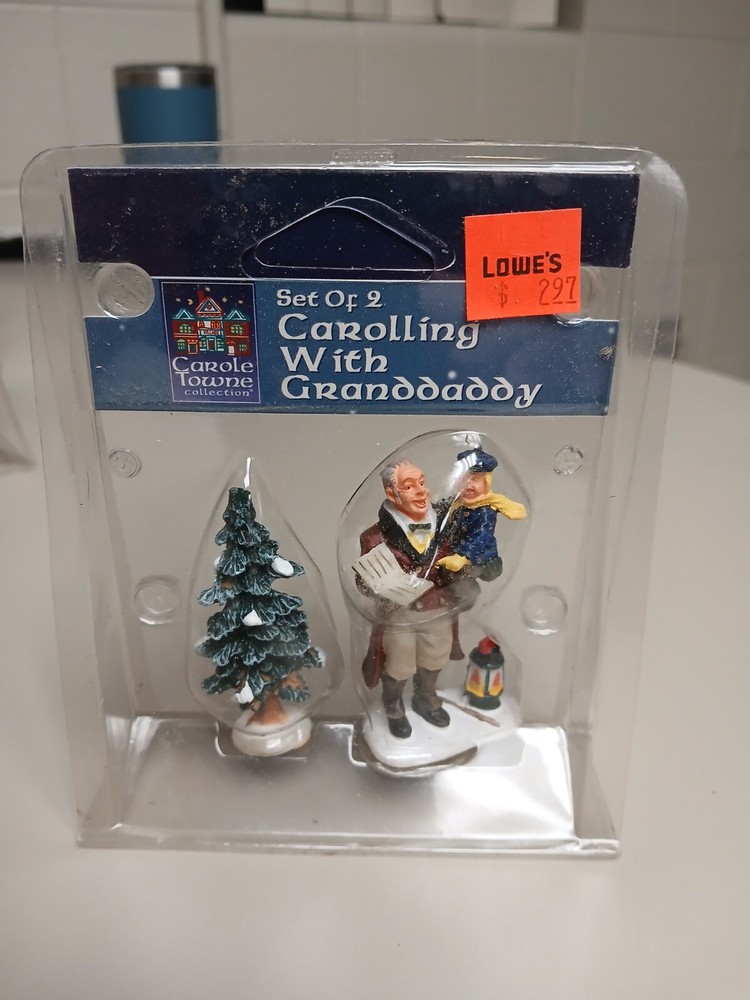 LOWE'S
$ 2.97
Set Of 2
Carolling
With
Granddaddy
Carole
Towne
collection